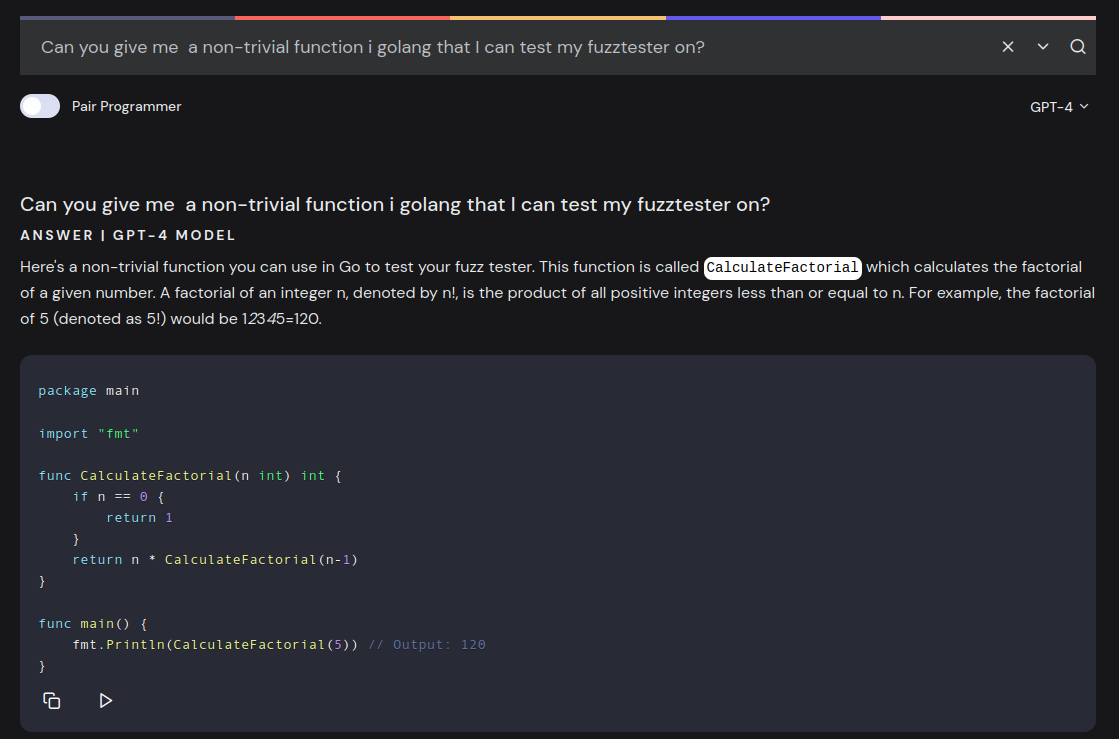 Can you give me  a non-trivial function i golang that I can test my fuzztester on?
Pair Programmer
GPT-4
Can you give me  a non-trivial function i golang that I can test my fuzztester on?
ANSWER | GPT-4 MODEL
Here's a non-trivial function you can use in Go to test your fuzz tester. This function is called CalculateFactorial which calculates the factorial
of a given number. A factorial of an integer n, denoted by n!, is the product of all positive integers less than or equal to n. For example, the factorial
of 5 (denoted as 5!) would be 12345=120.
package main
import "fmt"
func CalculateFactorial(n int) int {
    if n == 0 {
        return 1
    }
    return n * CalculateFactorial(n-1)
}
func main() {
    fmt.Println(CalculateFactorial(5)) // Output: 120
}